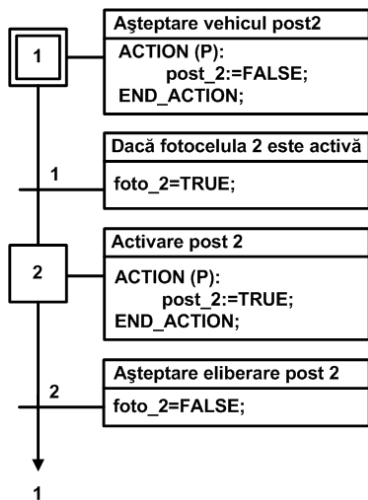 1
Aşteptare vehicul post2
ACTION (P):
post_2:=FALSE;
END_ACTION;
1
Dacă fotocelula 2 este activă
foto_2=TRUE;
2
Activare post 2
ACTION (P):
post_2:=TRUE;
END_ACTION;
2
Aşteptare eliberare post 2
foto_2=FALSE;
1